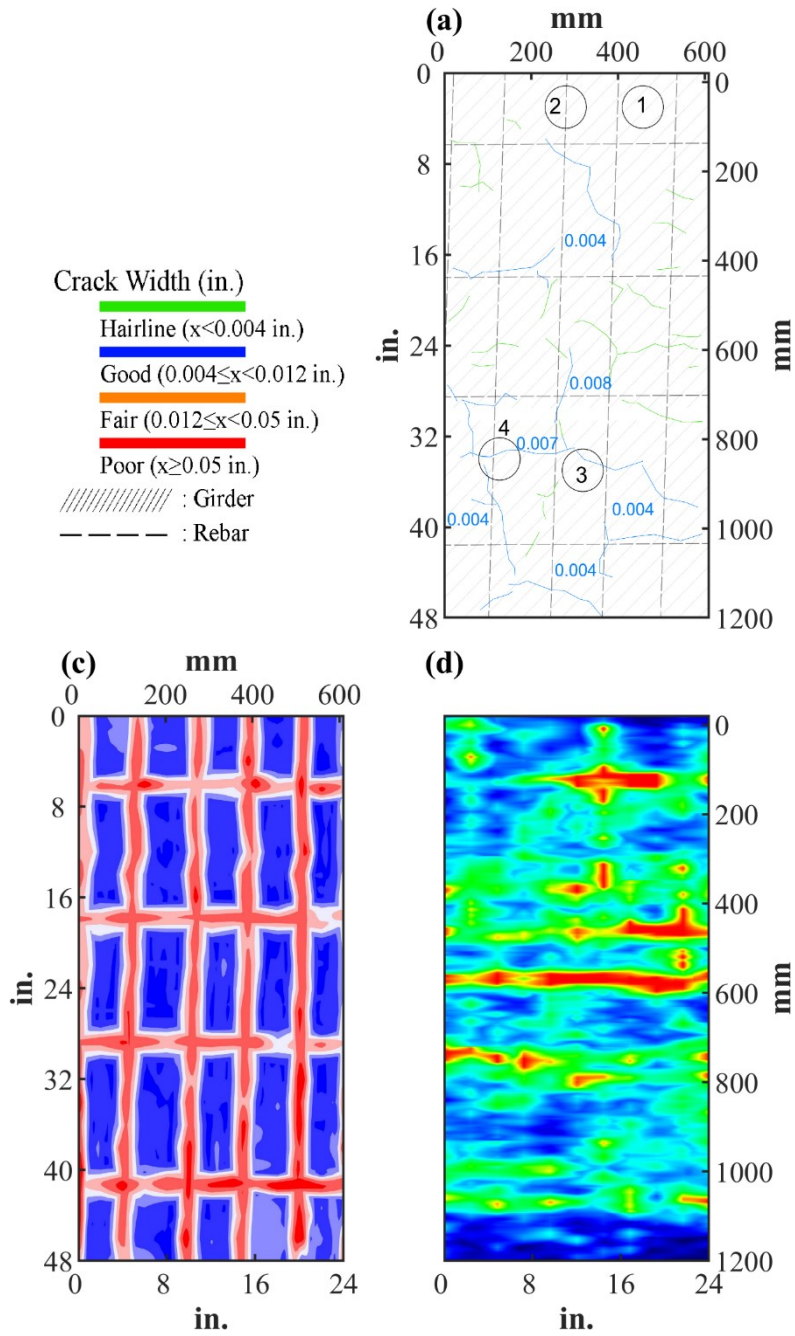 (a)
mm
0 200 400 600
0
8
16
24
32
40
48
in.
0
200
400
600
800
1000
1200
mm
2
1
0.004
0.008
4
0.007
3
0.004
0.004
0.004
Crack Width (in.)
Hairline (x<0.004 in.)
Good (0.004≤x<0.012 in.)
Fair (0.012≤x<0.05 in.)
Poor (x≥0.05 in.)
: Girder
: Rebar
(c)
mm
0 200 400 600
0
8
16
24
32
40
48
in.
0 8 16 24
in.
(d)
0
200
400
600
800
1000
1200
mm
0 8 16 24
in.